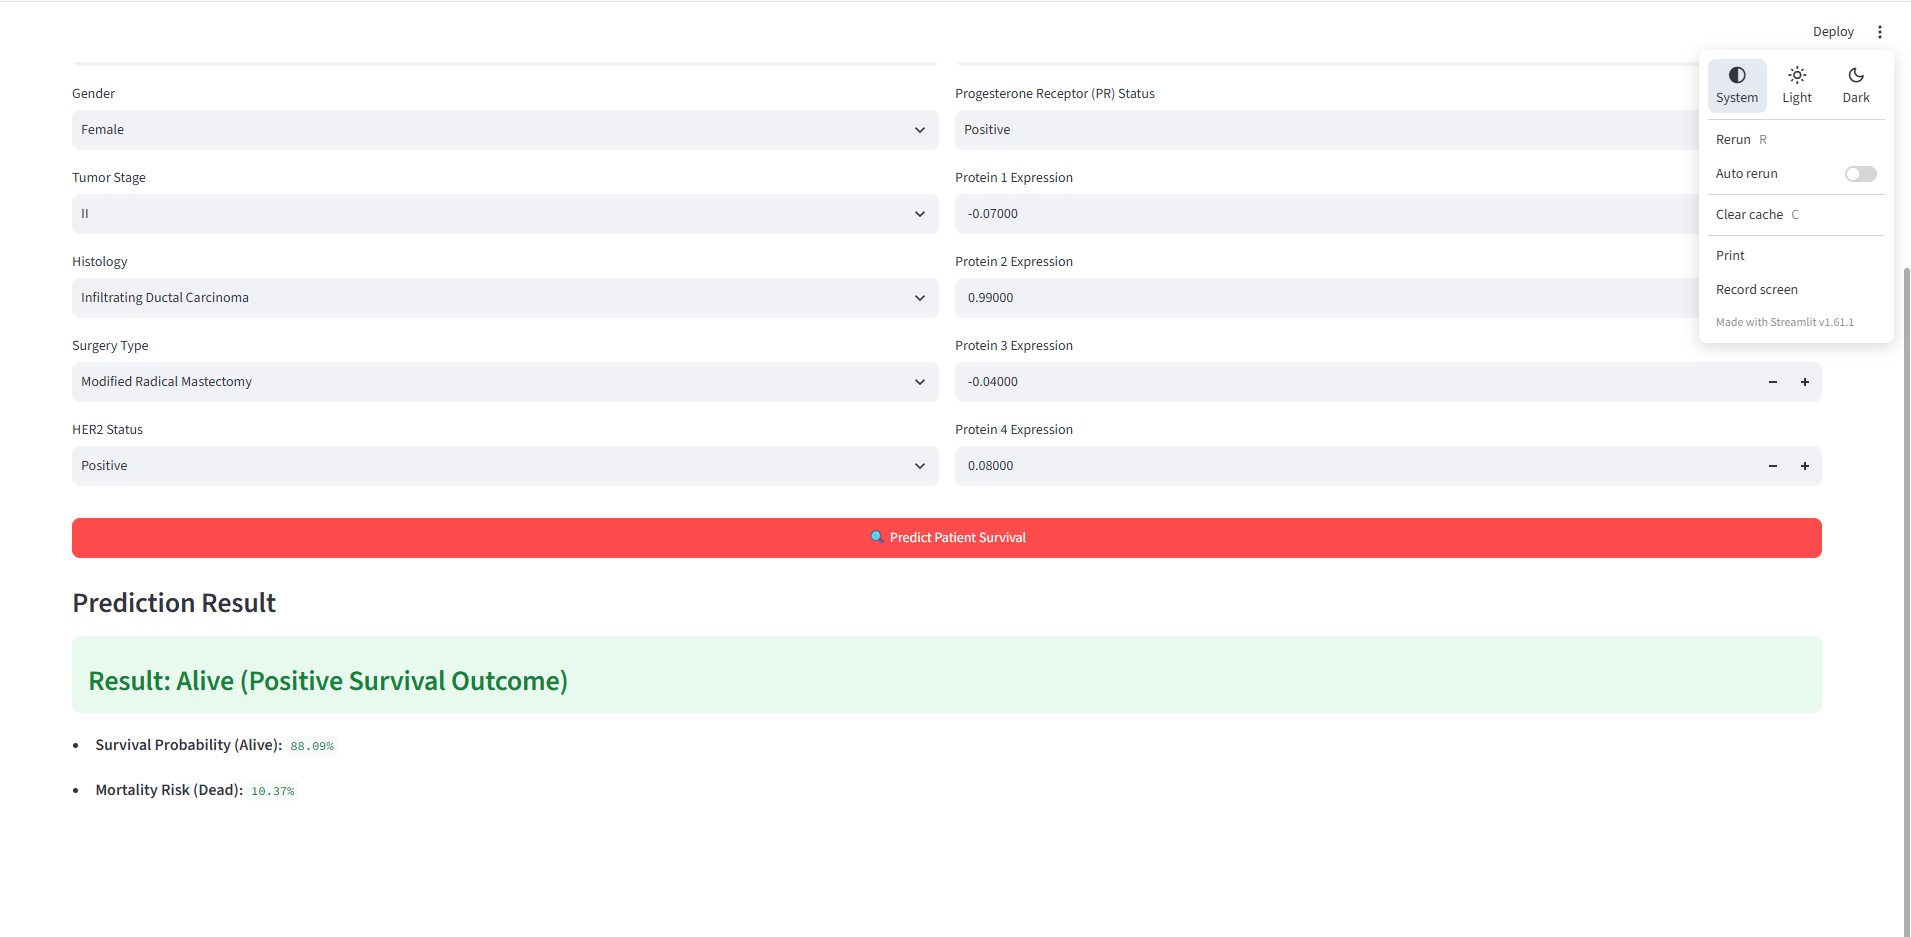 Deploy
System Light Dark
Rerun R
Auto rerun
Clear cache C
Print
Record screen
Made with Streamlit v1.61.1
Gender
Female
Tumor Stage
II
Histology
Infiltrating Ductal Carcinoma
Surgery Type
Modified Radical Mastectomy
HER2 Status
Positive
Progesterone Receptor (PR) Status
Positive
Protein 1 Expression
-0.07000
Protein 2 Expression
0.99000
Protein 3 Expression
-0.04000
Protein 4 Expression
0.08000
🔍 Predict Patient Survival
Prediction Result
Result: Alive (Positive Survival Outcome)
• Survival Probability (Alive): 88.09%
• Mortality Risk (Dead): 10.37%